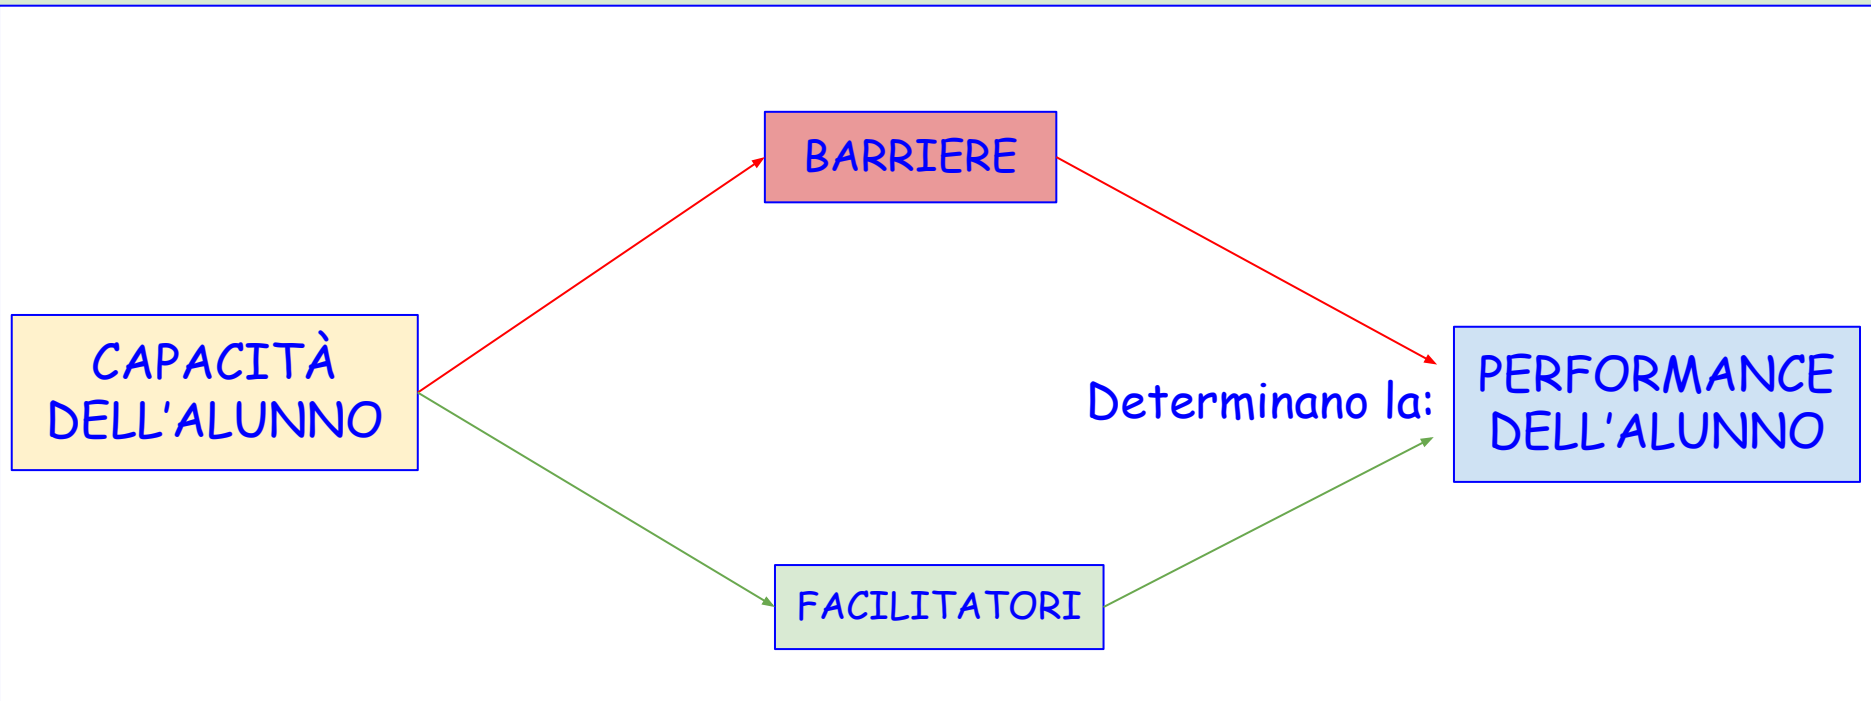 BARRIERE
CAPACITÀ
DELL'ALUNNO
Determinano la:
PERFORMANCE
DELL'ALUNNO
FACILITATORI